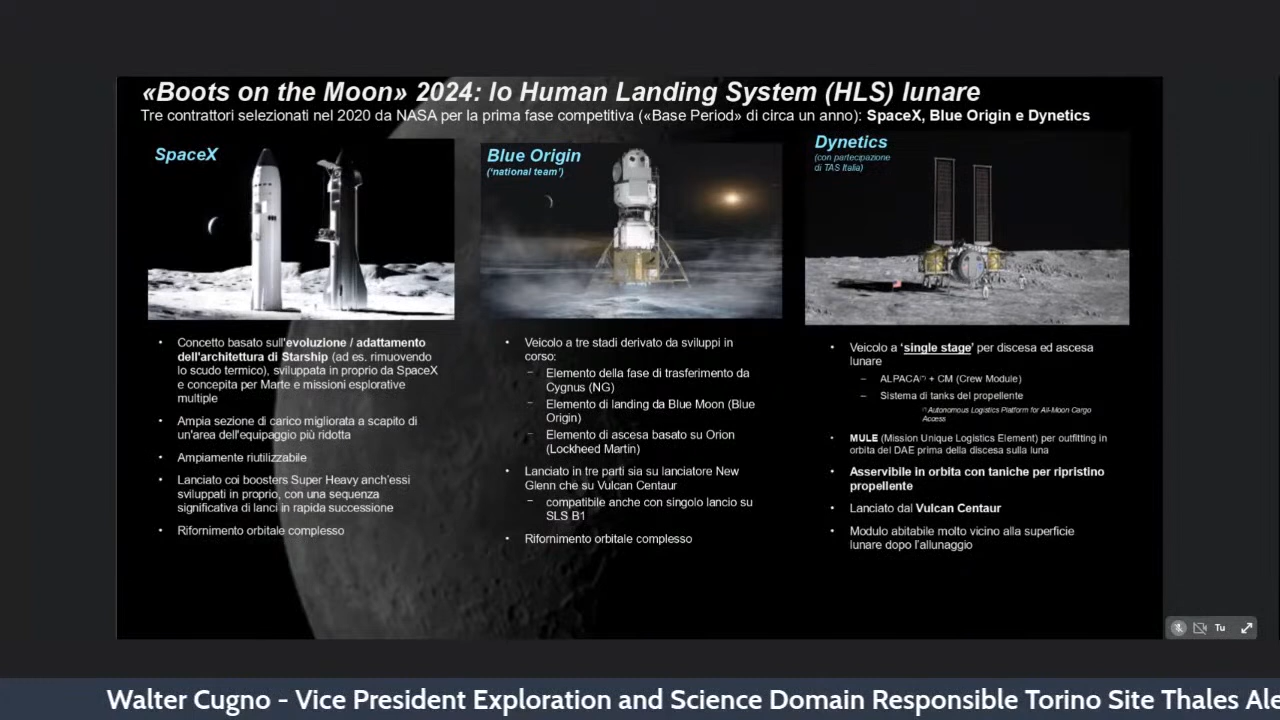 «Boots on the Moon» 2024: lo Human Landing System (HLS) lunare
Tre contrattori selezionati nel 2020 da NASA per la prima fase competitiva («Base Period» di circa un anno): SpaceX, Blue Origin e Dynetics
SpaceX
• Concetto basato sull'evoluzione / adattamento
dell'architettura di Starship (ad es. rimuovendo
lo scudo termico), sviluppata in proprio da SpaceX
e concepita per Marte e missioni esplorative
multiple
• Ampia sezione di carico migliorata a scapito di
un'area dell'equipaggio più ridotta
• Ampiamente riutilizzabile
• Lanciato coi boosters Super Heavy anch'essi
sviluppati in proprio, con una sequenza
significativa di lanci in rapida successione
• Rifornimento orbitale complesso
Blue Origin
('national team')
• Veicolo a tre stadi derivato da sviluppi in
corso:
– Elemento della fase di trasferimento da
Cygnus (NG)
– Elemento di landing da Blue Moon (Blue
Origin)
– Elemento di ascesa basato su Orion
(Lockheed Martin)
• Lanciato in tre parti sia su lanciatore New
Glenn che su Vulcan Centaur
– compatibile anche con singolo lancio su
SLS B1
• Rifornimento orbitale complesso
Dynetics
(con partecipazione
di TAS Italia)
• Veicolo a 'single stage' per discesa ed ascesa
lunare
– ALPACA(*) + CM (Crew Module)
– Sistema di tanks del propellente
(*) Autonomous Logistics Platform for All-Moon Cargo
Access
• MULE (Mission Unique Logistics Element) per outfitting in
orbita del DAE prima della discesa sulla luna
• Asservibile in orbita con taniche per ripristino
propellente
• Lanciato dal Vulcan Centaur
• Modulo abitabile molto vicino alla superficie
lunare dopo l'allunaggio
Tu
Walter Cugno - Vice President Exploration and Science Domain Responsible Torino Site Thales Ale